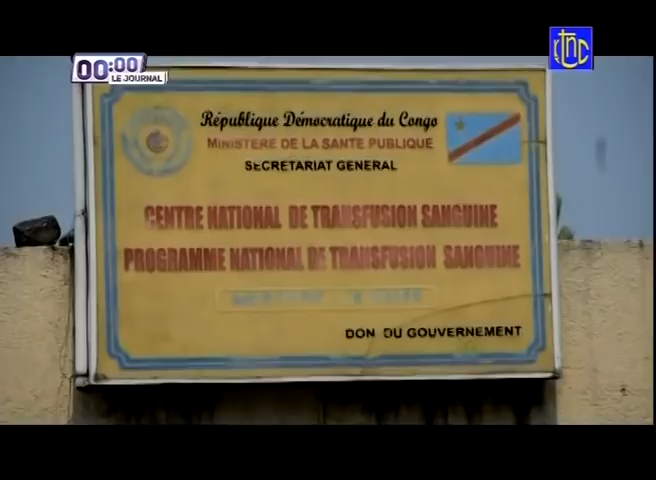 00:00
LE JOURNAL
rtnc
République Démocratique du Congo
MINISTERE DE LA SANTE PUBLIQUE
SECRETARIAT GENERAL
CENTRE NATIONAL DE TRANSFUSION SANGUINE
PROGRAMME NATIONAL DE TRANSFUSION SANGUINE
DON DU GOUVERNEMENT